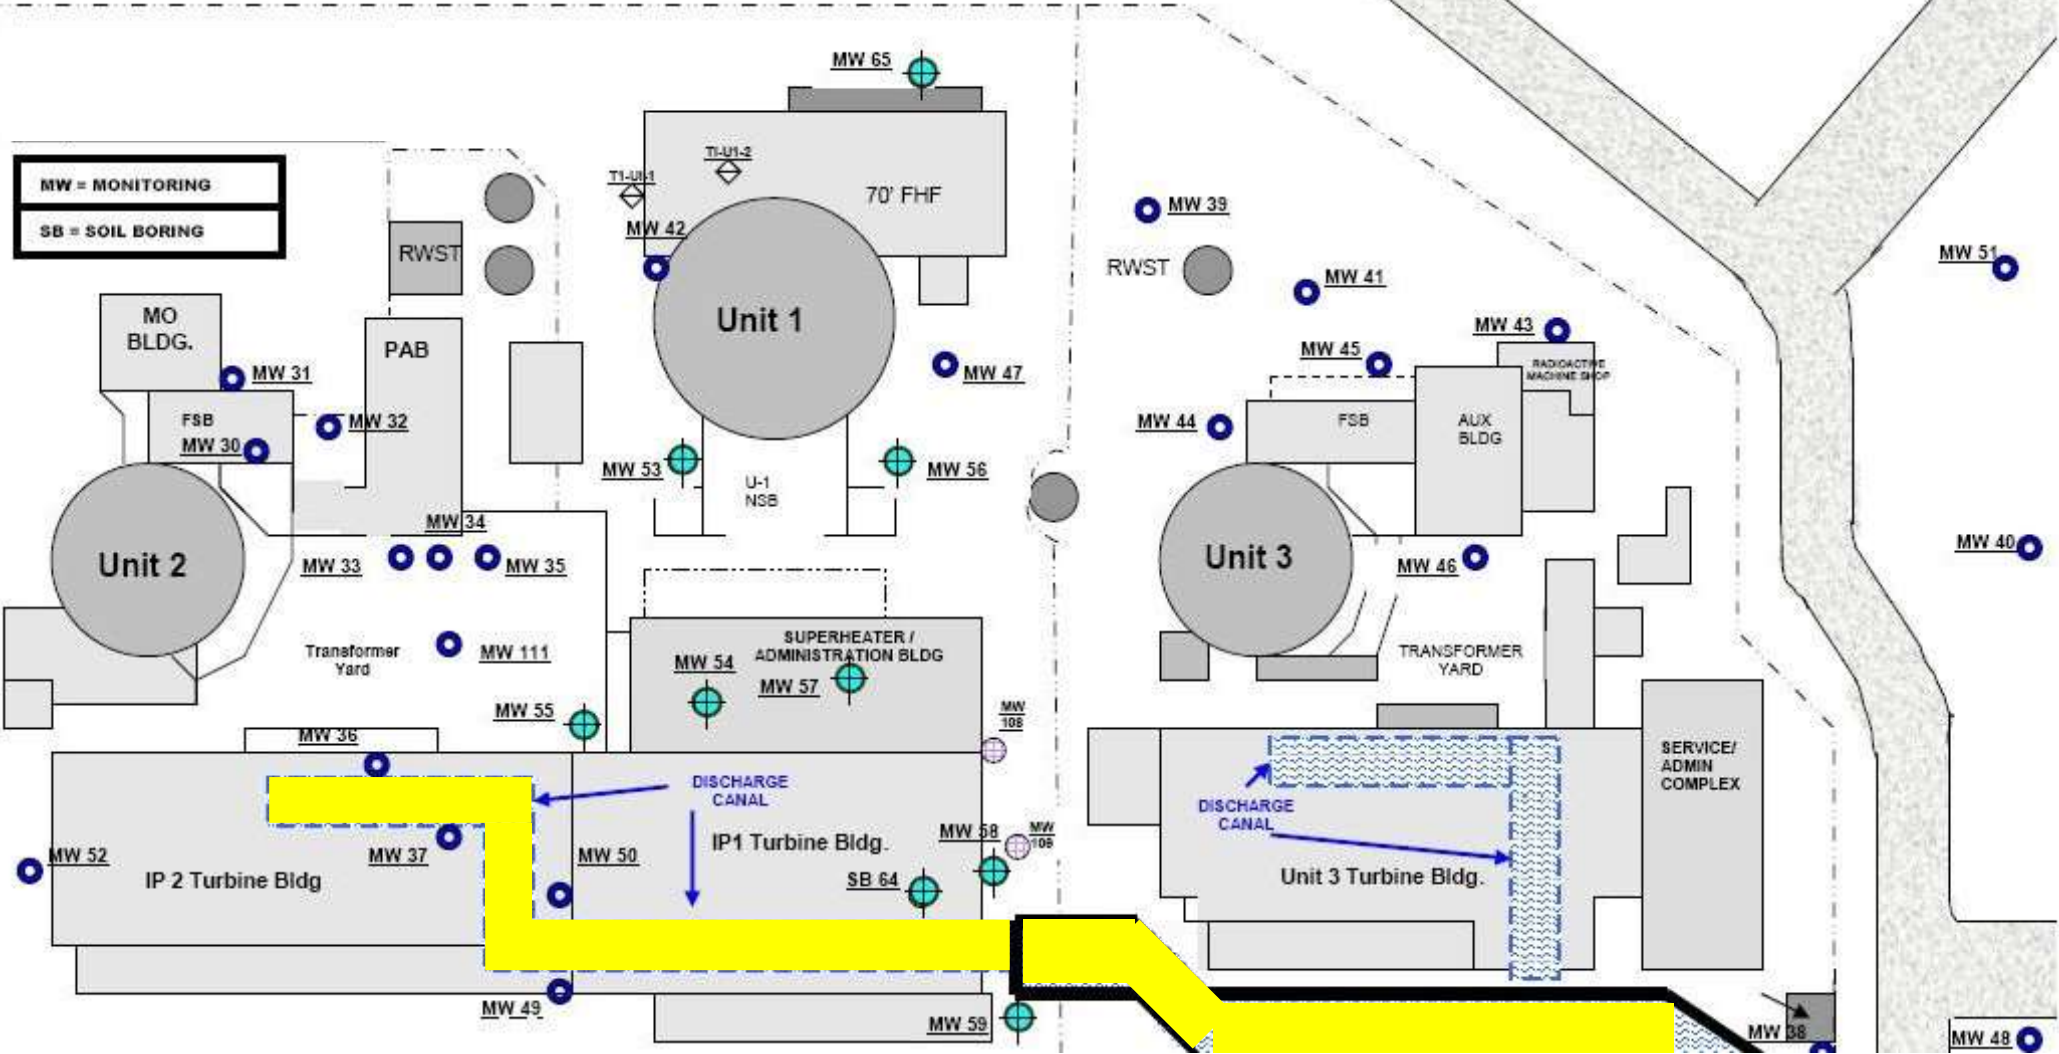 MW 65
TI-U1-2
T1-UI-1
MW = MONITORING
SB = SOIL BORING
70' FHF
MW 39
MW 42
RWST
RWST
MW 51
MW 41
MO
BLDG.
PAB
Unit 1
MW 43
MW 45
RADIOACTIVE
MACHINE SHOP
MW 31
MW 47
FSB
MW 32
MW 30
MW 44
FSB
AUX
BLDG
MW 53
MW 56
U-1
NSB
MW 34
MW 33
MW 35
Unit 2
Unit 3
MW 46
MW 40
Transformer
Yard
MW 111
SUPERHEATER /
ADMINISTRATION BLDG
MW 54
MW 57
TRANSFORMER
YARD
MW 55
MW
108
MW 36
SERVICE/
ADMIN
COMPLEX
DISCHARGE
CANAL
DISCHARGE
CANAL
MW 58
MW
109
IP1 Turbine Bldg.
MW 52
MW 37
MW 50
IP 2 Turbine Bldg
SB 64
Unit 3 Turbine Bldg.
MW 49
MW 59
MW 38
MW 48